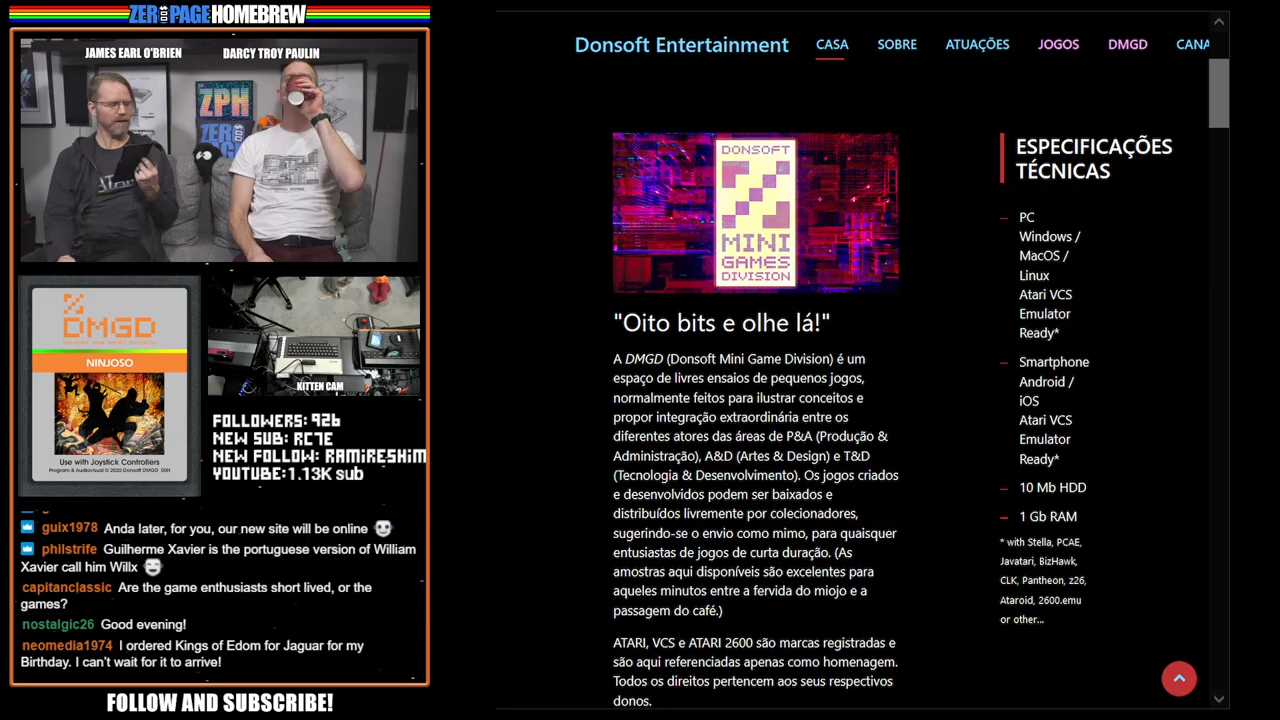 ZEROPAGE HOMEBREW
JAMES EARL O'BRIEN
DARCY TROY PAULIN
ZPH
DMGD
NINJOSO
Use with Joystick Controllers
Program & Audiovisual © 2020 Donsoft DMGD 00H
KITTEN CAM
FOLLOWERS: 926
NEW SUB: RC7E
NEW FOLLOW: RAMIRESHIM
YOUTUBE:1.13K sub
guix1978 Anda later, for you, our new site will be online
philstrife Guilherme Xavier is the portuguese version of William
Xavier call him Willx
capitanclassic Are the game enthusiasts short lived, or the
games?
nostalgic26 Good evening!
neomedia1974 I ordered Kings of Edom for Jaguar for my
Birthday. I can't wait for it to arrive!
FOLLOW AND SUBSCRIBE!
Donsoft Entertainment
CASA SOBRE ATUAÇÕES JOGOS DMGD CANA
DONSOFT
MINI
GAMES
DIVISION
"Oito bits e olhe lá!"
A DMGD (Donsoft Mini Game Division) é um
espaço de livres ensaios de pequenos jogos,
normalmente feitos para ilustrar conceitos e
propor integração extraordinária entre os
diferentes atores das áreas de P&A (Produção &
Administração), A&D (Artes & Design) e T&D
(Tecnologia & Desenvolvimento). Os jogos criados
e desenvolvidos podem ser baixados e
distribuídos livremente por colecionadores,
sugerindo-se o envio como mimo, para quaisquer
entusiastas de jogos de curta duração. (As
amostras aqui disponíveis são excelentes para
aqueles minutos entre a fervida do miojo e a
passagem do café.)
ATARI, VCS e ATARI 2600 são marcas registradas e
são aqui referenciadas apenas como homenagem.
Todos os direitos pertencem aos seus respectivos
donos.
ESPECIFICAÇÕES
TÉCNICAS
PC
Windows /
MacOS /
Linux
Atari VCS
Emulator
Ready*
Smartphone
Android /
iOS
Atari VCS
Emulator
Ready*
10 Mb HDD
1 Gb RAM
* with Stella, PCAE,
Javatari, BizHawk,
CLK, Pantheon, z26,
Ataroid, 2600.emu
or other...